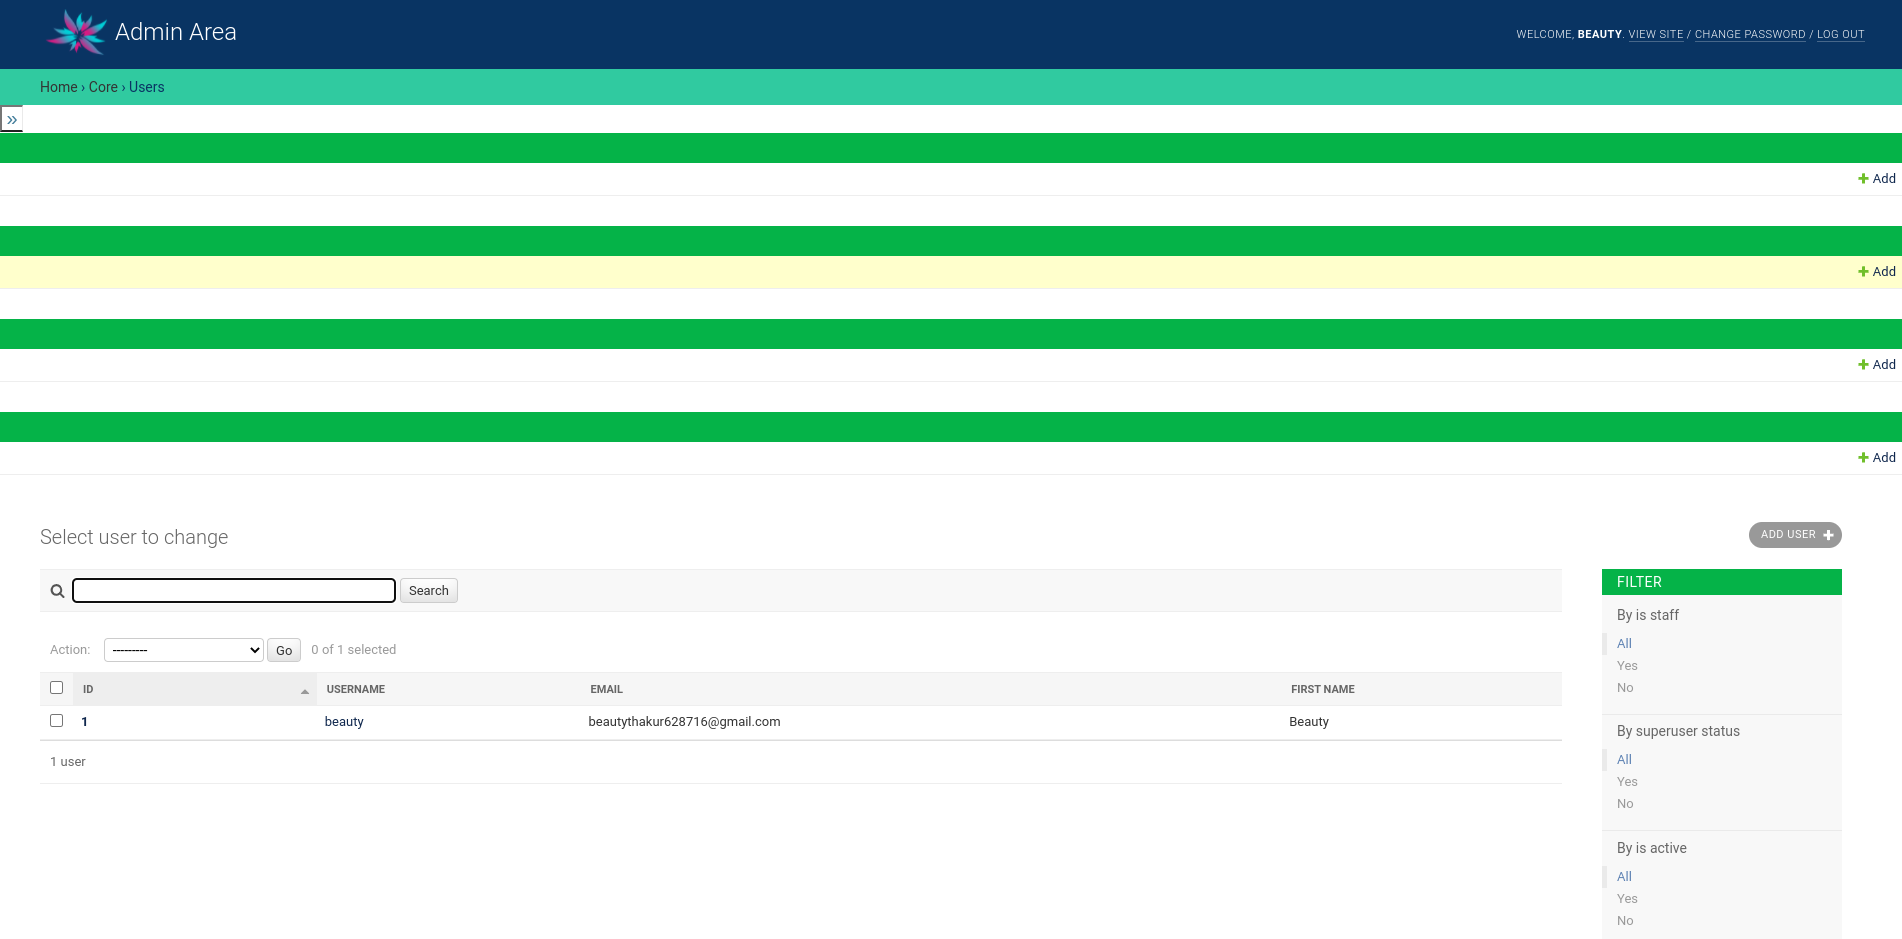 Admin Area
WELCOME, BEAUTY. VIEW SITE / CHANGE PASSWORD / LOG OUT
Home › Core › Users
»
Add
Add
Add
Add
Select user to change
ADD USER
Search
FILTER
By is staff
All
Yes
No
By superuser status
All
Yes
No
By is active
All
Yes
No
Action: --------- Go 0 of 1 selected
ID USERNAME EMAIL FIRST NAME
1 beauty beautythakur628716@gmail.com Beauty
1 user